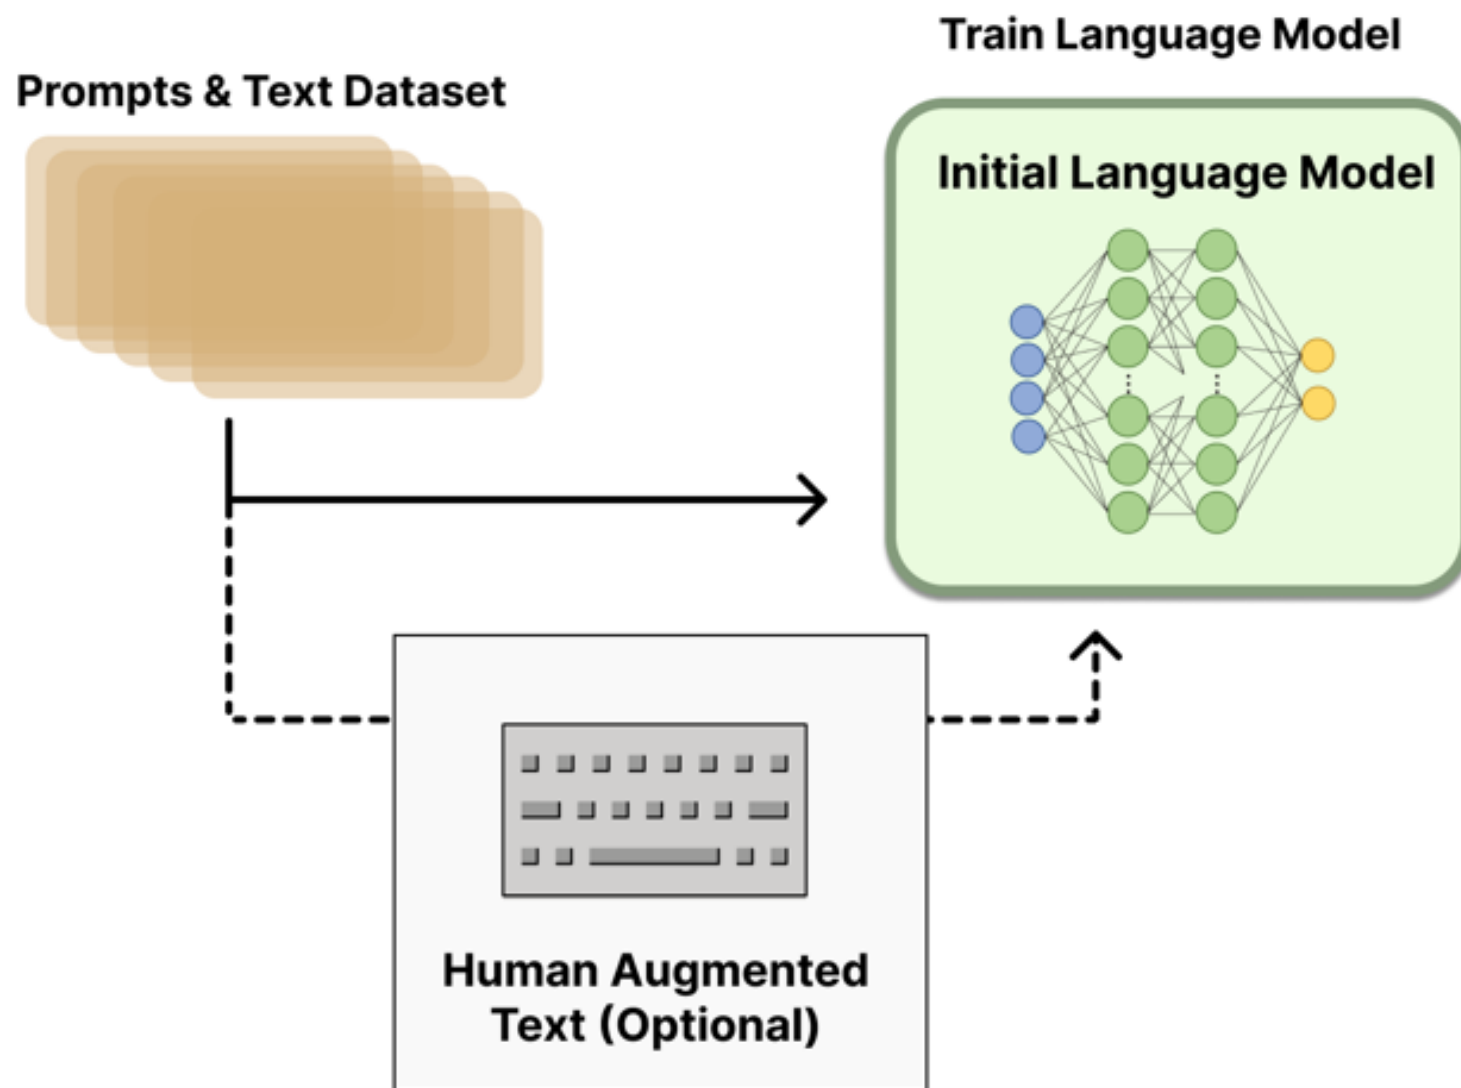 Train Language Model
Prompts & Text Dataset
Initial Language Model
Human Augmented
Text (Optional)